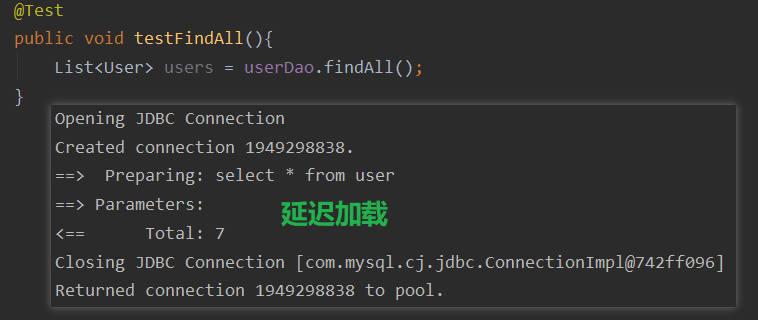 @Test
public void testFindAll(){
List<User> users = userDao.findAll();
}
Opening JDBC Connection
Created connection 1949298838.
==>  Preparing: select * from user
==> Parameters:
延迟加载
<==      Total: 7
Closing JDBC Connection [com.mysql.cj.jdbc.ConnectionImpl@742ff096]
Returned connection 1949298838 to pool.